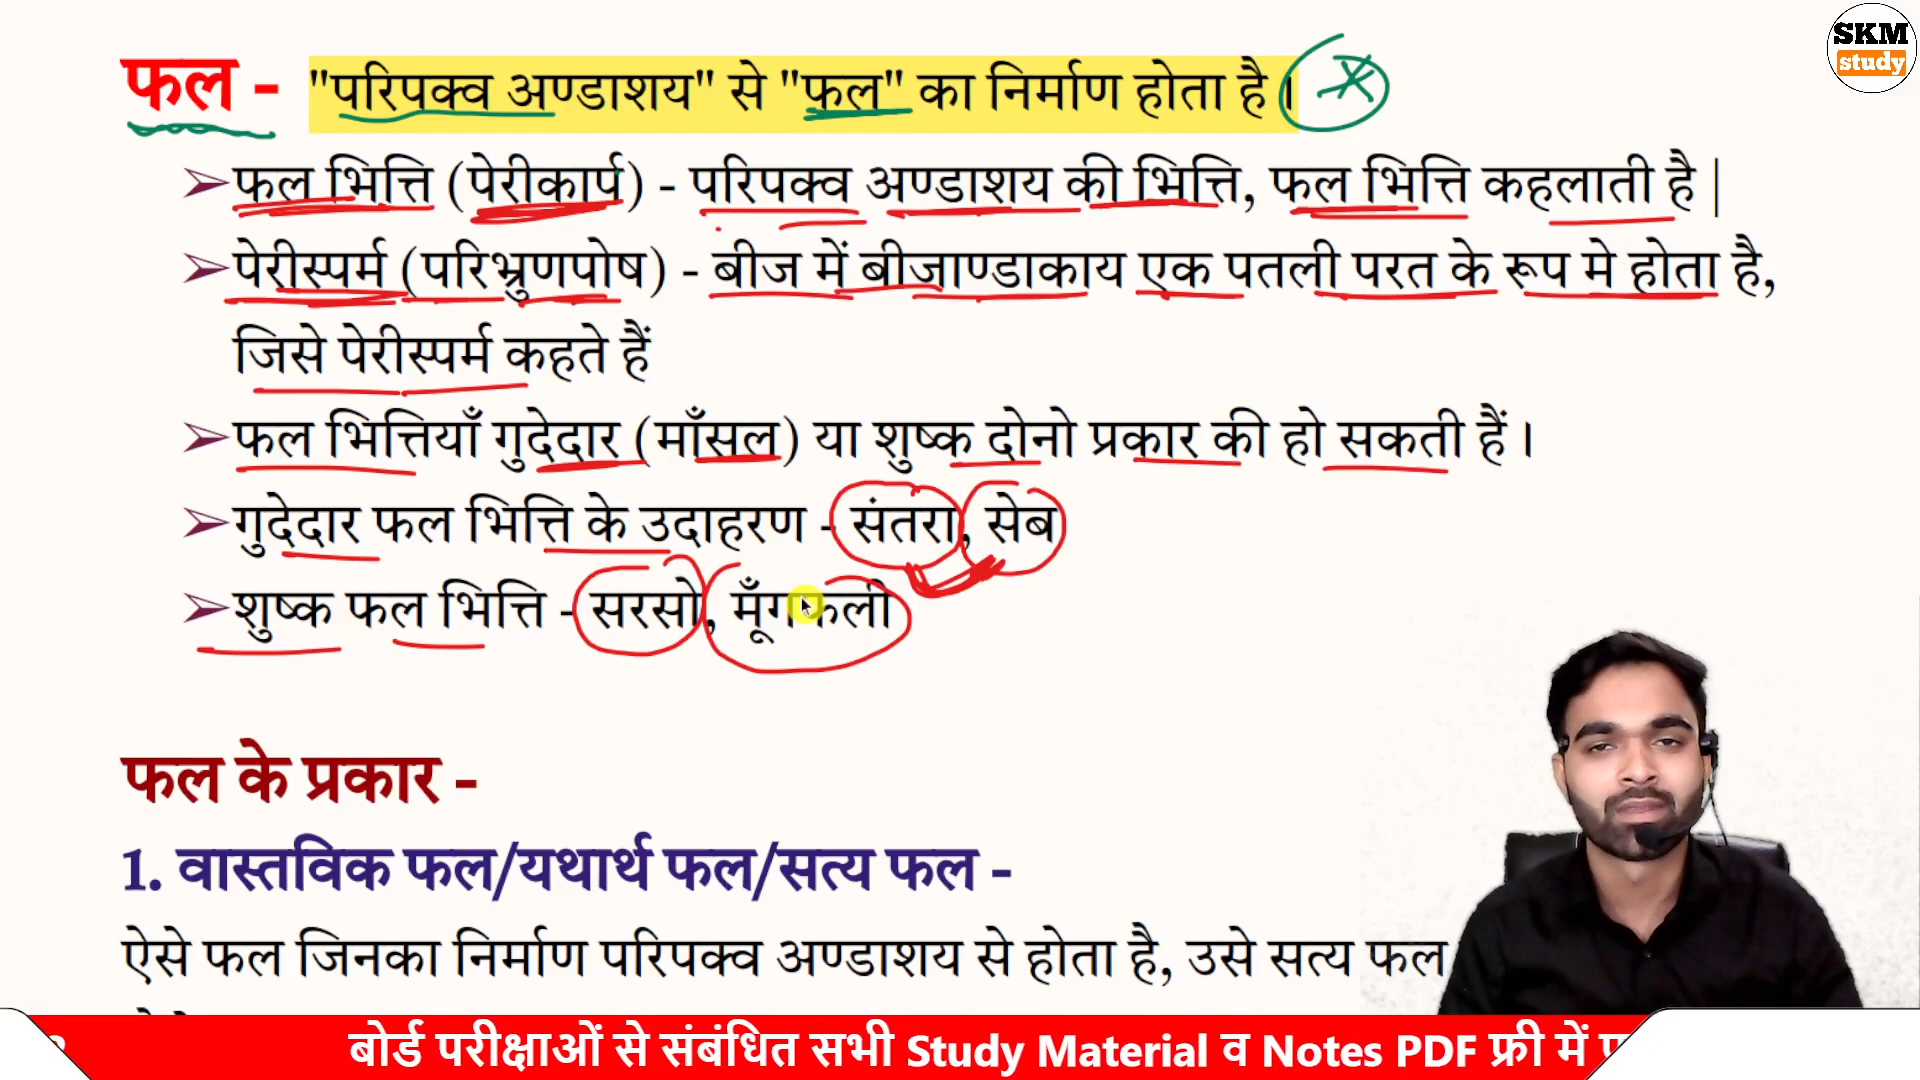 SKM
study
फल - "परिपक्व अण्डाशय" से "फल" का निर्माण होता है।
➢फल भित्ति (पेरीकार्प) - परिपक्व अण्डाशय की भित्ति, फल भित्ति कहलाती है |
➢पेरीस्पर्म (परिभ्रुणपोष) - बीज में बीजाण्डाकाय एक पतली परत के रूप मे होता है,
जिसे पेरीस्पर्म कहते हैं
➢फल भित्तियाँ गुदेदार (माँसल) या शुष्क दोनो प्रकार की हो सकती हैं।
➢गुदेदार फल भित्ति के उदाहरण - संतरा, सेब
➢शुष्क फल भित्ति - सरसो, मूँगफली
फल के प्रकार -
1. वास्तविक फल/यथार्थ फल/सत्य फल -
ऐसे फल जिनका निर्माण परिपक्व अण्डाशय से होता है, उसे सत्य फल
बोर्ड परीक्षाओं से संबंधित सभी Study Material व Notes PDF फ्री में